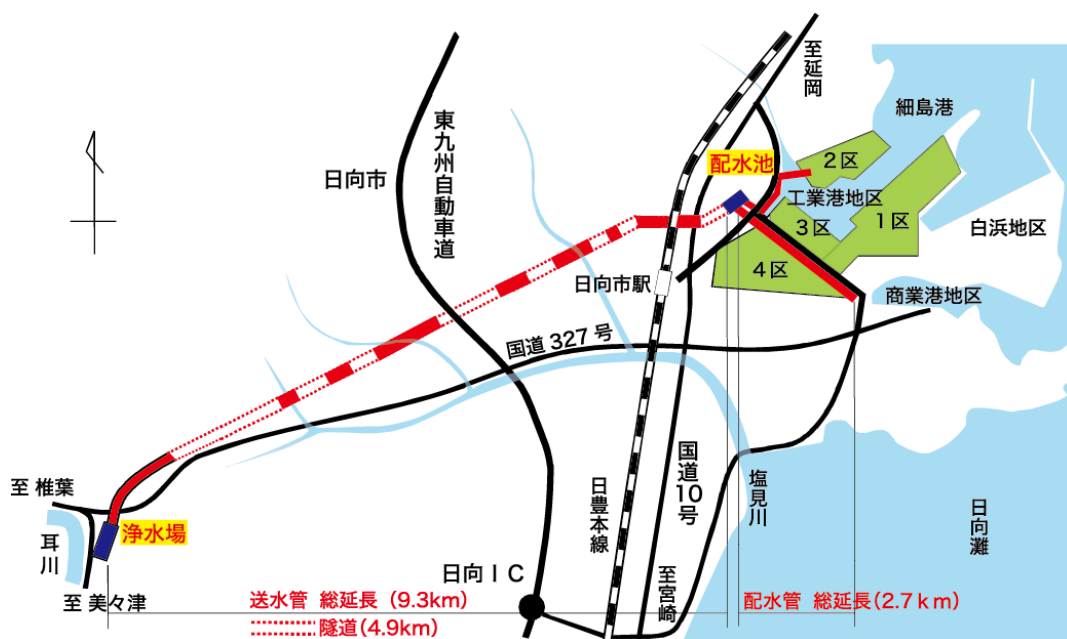 至延岡
細島港
東九州自動車道
日向市
配水池
2区
工業港地区
1区
3区
白浜地区
4区
日向市駅
商業港地区
国道 327 号
国道10号
塩見川
日向灘
日豊本線
至 椎葉
浄水場
耳川
至宮崎
日向 I C
至 美々津
送水管 総延長 (9.3km)
配水管 総延長(2.7km)
隧道(4.9km)